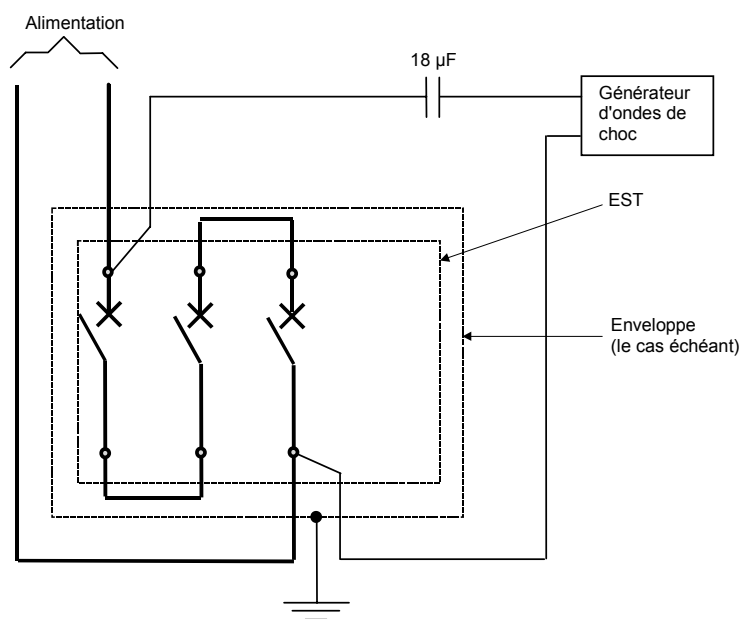 Alimentation
18 µF
Générateur
d'ondes de
choc
EST
Enveloppe
(le cas échéant)